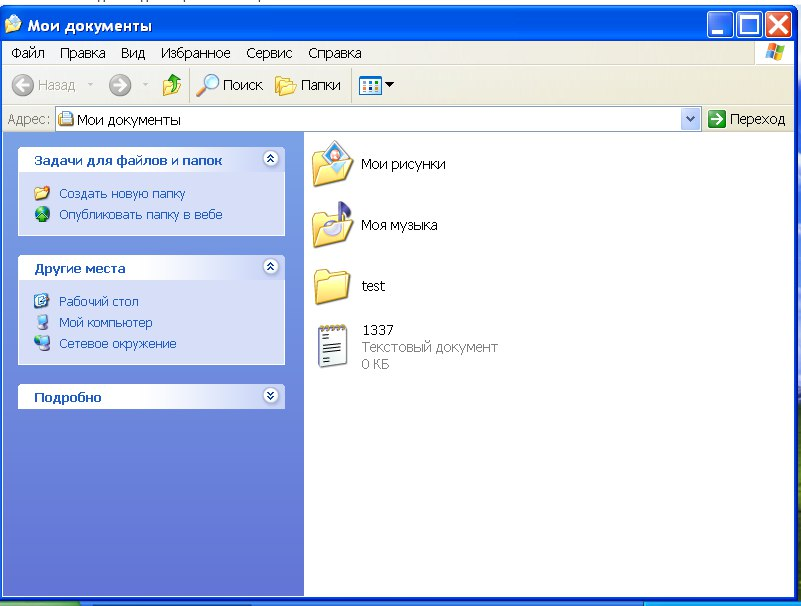 Мои документы
Файл Правка Вид Избранное Сервис Справка
Назад Поиск Папки
Адрес: Мои документы Переход
Задачи для файлов и папок
Создать новую папку
Опубликовать папку в вебе
Другие места
Рабочий стол
Мой компьютер
Сетевое окружение
Подробно
Мои рисунки
Моя музыка
test
1337
Текстовый документ
0 КБ